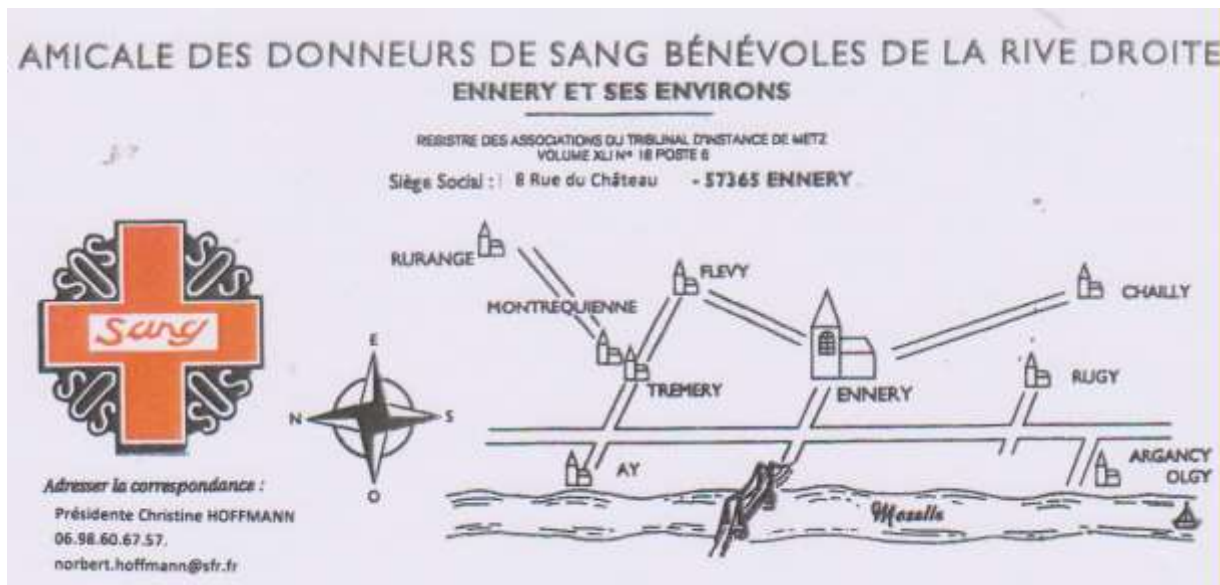 AMICALE DES DONNEURS DE SANG BÉNÉVOLES DE LA RIVE DROITE
ENNERY ET SES ENVIRONS
REGISTRE DES ASSOCIATIONS DU TRIBUNAL D'INSTANCE DE METZ
VOLUME XLI N° 18 POSTE 6
Siège Social : 8 Rue du Château - 57365 ENNERY
RURANGE
FLEVY
CHAILLY
MONTREQUIENNE
Sang
E
TREMERY
ENNERY
RUGY
N
S
AY
ARGANCY
OLGY
O
Moselle
Adresser la correspondance :
Présidente Christine HOFFMANN
06.98.60.67.57.
norbert.hoffmann@sfr.fr